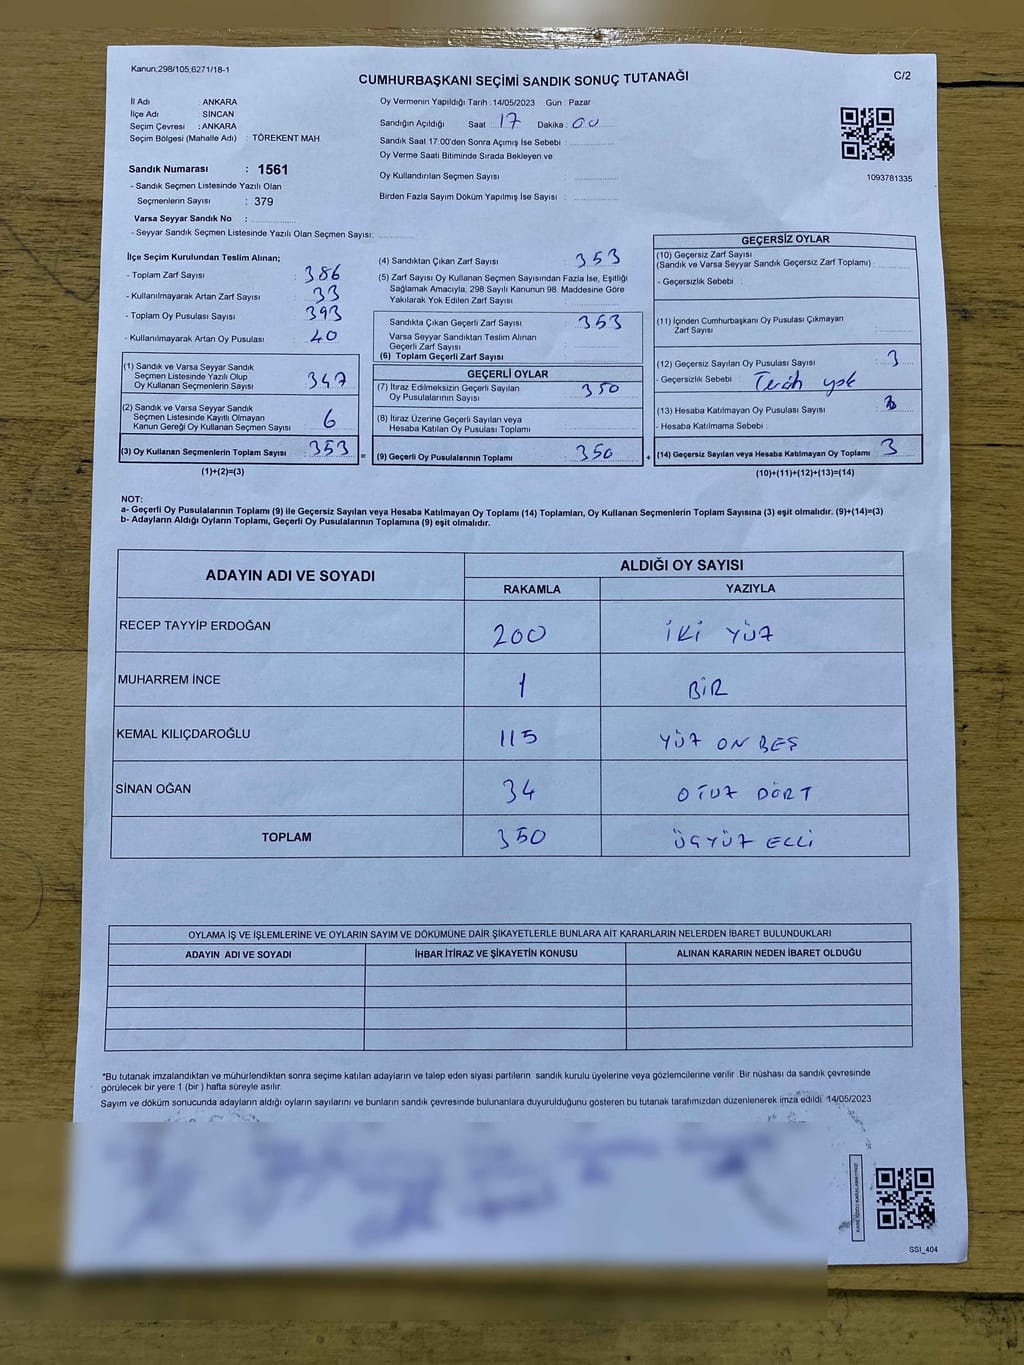 Kanun:298/105,6271/18-1
CUMHURBAŞKANI SEÇİMİ SANDIK SONUÇ TUTANAĞI
C/2
İl Adı : ANKARA
İlçe Adı : SİNCAN
Seçim Çevresi : ANKARA
Seçim Bölgesi (Mahalle Adı) : TÖREKENT MAH
Sandık Numarası : 1561
- Sandık Seçmen Listesinde Yazılı Olan
Seçmenlerin Sayısı : 379
Varsa Seyyar Sandık No :
- Seyyar Sandık Seçmen Listesinde Yazılı Olan Seçmen Sayısı:
Oy Vermenin Yapıldığı Tarih :14/05/2023 Gün : Pazar
Sandığın Açıldığı Saat : 17 Dakika : 00
Sandık Saat 17:00'den Sonra Açımış İse Sebebi :
Oy Verme Saati Bitiminde Sırada Bekleyen ve
Oy Kullandırılan Seçmen Sayısı :
Birden Fazla Sayım Döküm Yapılmış İse Sayısı :
1093781335
İlçe Seçim Kurulundan Teslim Alınan;
- Toplam Zarf Sayısı : 386
- Kullanılmayarak Artan Zarf Sayısı : 33
- Toplam Oy Pusulası Sayısı : 393
- Kullanılmayarak Artan Oy Pusulası : 40
(1) Sandık ve Varsa Seyyar Sandık
Seçmen Listesinde Yazılı Olup
Oy Kullanan Seçmenlerin Sayısı : 347
(2) Sandık ve Varsa Seyyar Sandık
Seçmen Listesinde Kayıtlı Olmayan
Kanun Gereği Oy Kullanan Seçmen Sayısı : 6
(3) Oy Kullanan Seçmenlerin Toplam Sayısı : 353
(1)+(2)=(3)
(4) Sandıktan Çıkan Zarf Sayısı : 353
(5) Zarf Sayısı Oy Kullanan Seçmen Sayısından Fazla İse, Eşitliği
Sağlamak Amacıyla, 298 Sayılı Kanunun 98. Maddesine Göre
Yakılarak Yok Edilen Zarf Sayısı :
Sandıkta Çıkan Geçerli Zarf Sayısı : 353
Varsa Seyyar Sandıktan Teslim Alınan
Geçerli Zarf Sayısı :
(6) Toplam Geçerli Zarf Sayısı :
GEÇERLİ OYLAR
(7) İtiraz Edilmeksizin Geçerli Sayılan
Oy Pusulalarının Sayısı : 350
(8) İtiraz Üzerine Geçerli Sayılan veya
Hesaba Katılan Oy Pusulası Toplamı :
= (9) Geçerli Oy Pusulalarının Toplamı : 350 +
GEÇERSİZ OYLAR
(10) Geçersiz Zarf Sayısı
(Sandık ve Varsa Seyyar Sandık Geçersiz Zarf Toplamı) :
- Geçersizlik Sebebi :
(11) İçinden Cumhurbaşkanı Oy Pusulası Çıkmayan
Zarf Sayısı :
(12) Geçersiz Sayılan Oy Pusulası Sayısı : 3
- Geçersizlik Sebebi : Tercih yok
(13) Hesaba Katılmayan Oy Pusulası Sayısı :
- Hesaba Katılmama Sebebi :
(14) Geçersiz Sayılan veya Hesaba Katılmayan Oy Toplamı : 3
(10)+(11)+(12)+(13)=(14)
NOT:
a- Geçerli Oy Pusulalarının Toplamı (9) ile Geçersiz Sayılan veya Hesaba Katılmayan Oy Toplamı (14) Toplamları, Oy Kullanan Seçmenlerin Toplam Sayısına (3) eşit olmalıdır. (9)+(14)=(3)
b- Adayların Aldığı Oyların Toplamı, Geçerli Oy Pusulalarının Toplamına (9) eşit olmalıdır.
ADAYIN ADI VE SOYADI ALDIĞI OY SAYISI
RAKAMLA YAZIYLA
RECEP TAYYİP ERDOĞAN 200 İKİ YÜZ
MUHARREM İNCE 1 BİR
KEMAL KILIÇDAROĞLU 115 YÜZ ON BEŞ
SİNAN OĞAN 34 OTUZ DÖRT
TOPLAM 350 ÜÇYÜZ ELLİ
OYLAMA İŞ VE İŞLEMLERİNE VE OYLARIN SAYIM VE DÖKÜMÜNE DAİR ŞİKAYETLERLE BUNLARA AİT KARARLARIN NELERDEN İBARET BULUNDUKLARI
ADAYIN ADI VE SOYADI İHBAR İTİRAZ VE ŞİKAYETİN KONUSU ALINAN KARARIN NEDEN İBARET OLDUĞU
*Bu tutanak imzalandıktan ve mühürlendikten sonra seçime katılan adayların ve talep eden siyasi partilerin sandık kurulu üyelerine veya gözlemcilerine verilir .Bir nüshası da sandık çevresinde
görülecek bir yere 1 (bir ) hafta süreyle asılır.
Sayım ve döküm sonucunda adayların aldığı oyların sayılarını ve bunların sandık çevresinde bulunanlara duyurulduğunu gösteren bu tutanak tarafımızdan düzenlenerek imza edildi. 14/05/2023
SSI_404